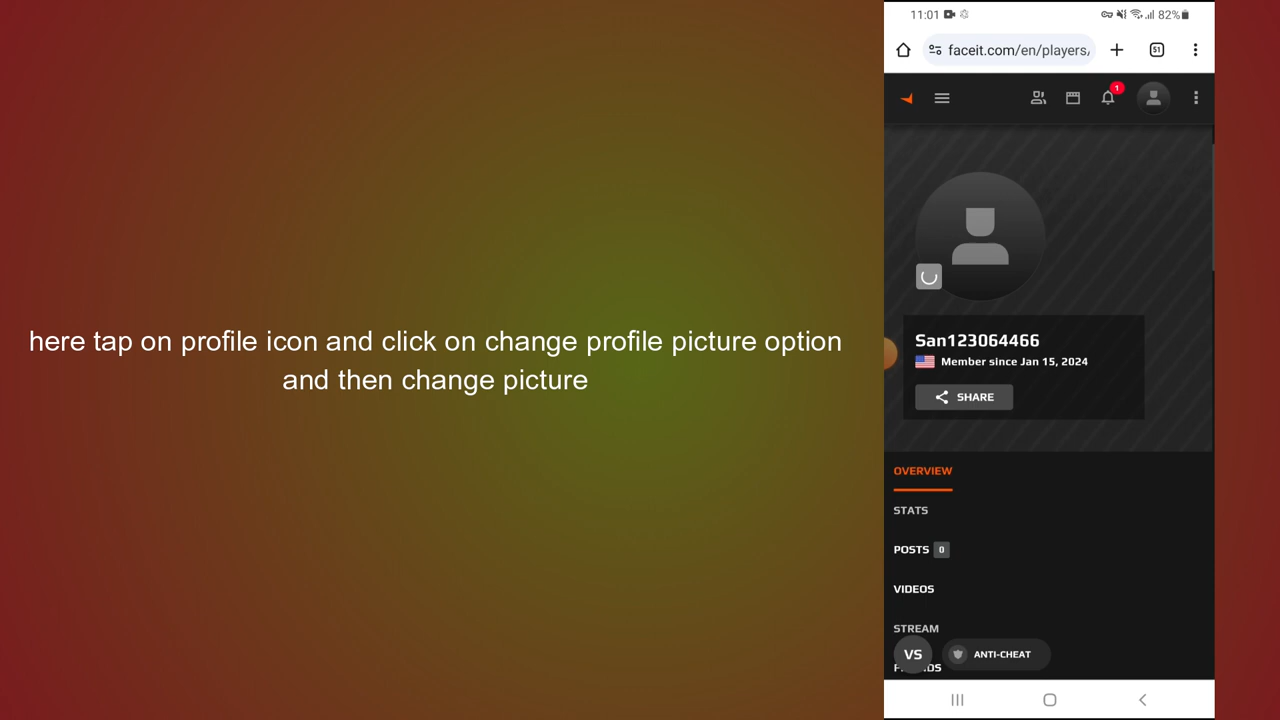 here tap on profile icon and click on change profile picture option
and then change picture
11:01 82%
faceit.com/en/players, 51
1
San123064466
Member since Jan 15, 2024
SHARE
OVERVIEW
STATS
POSTS 0
VIDEOS
STREAM
VS ANTI-CHEAT